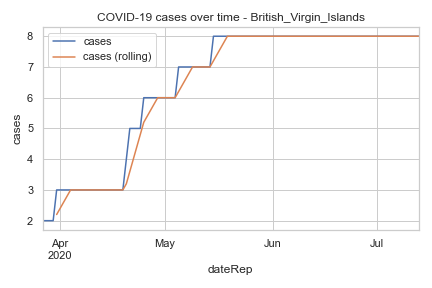 COVID-19 cases over time - British_Virgin_Islands
cases
cases (rolling)
8
7
6
5
4
3
2
cases
Apr May Jun Jul
2020
dateRep